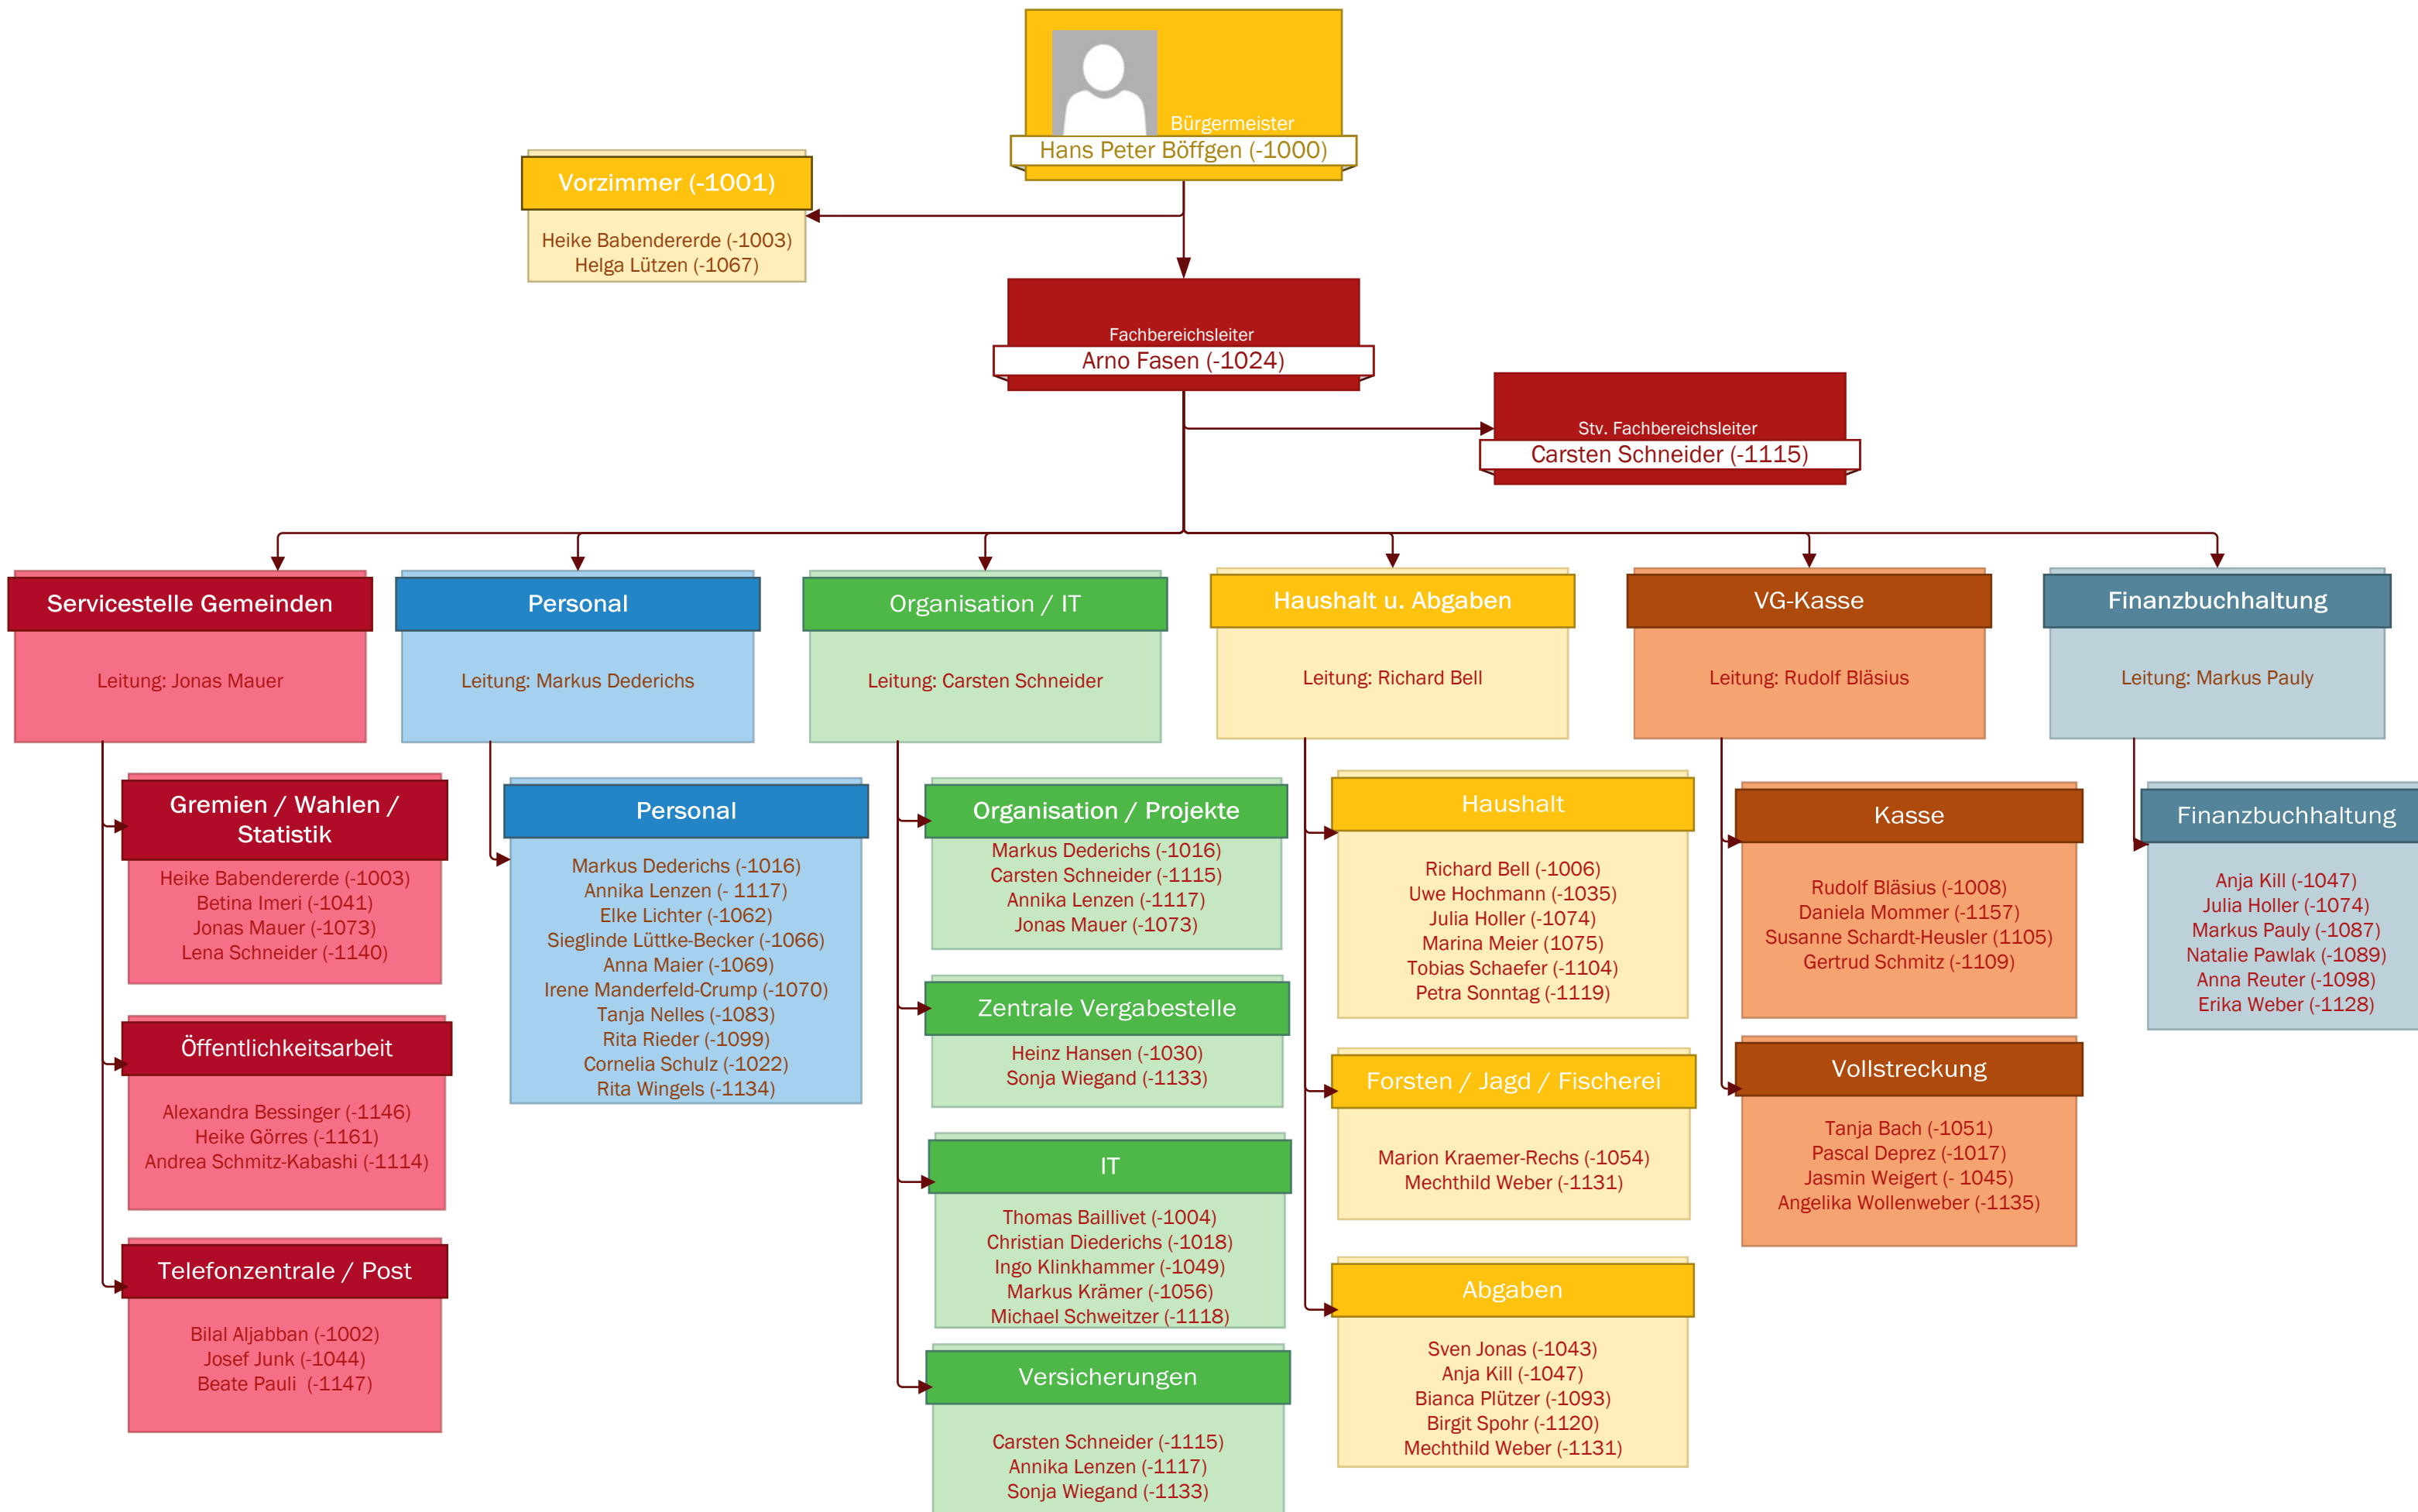 Bürgermeister
Hans Peter Böffgen (-1000)
Vorzimmer (-1001)
Heike Babendererde (-1003)
Helga Lützen (-1067)
Fachbereichsleiter
Arno Fasen (-1024)
Stv. Fachbereichsleiter
Carsten Schneider (-1115)
Servicestelle Gemeinden
Leitung: Jonas Mauer
Gremien / Wahlen /
Statistik
Heike Babendererde (-1003)
Betina Imeri (-1041)
Jonas Mauer (-1073)
Lena Schneider (-1140)
Öffentlichkeitsarbeit
Alexandra Bessinger (-1146)
Heike Görres (-1161)
Andrea Schmitz-Kabashi (-1114)
Telefonzentrale / Post
Bilal Aljabban (-1002)
Josef Junk (-1044)
Beate Pauli (-1147)
Personal
Leitung: Markus Dederichs
Personal
Markus Dederichs (-1016)
Annika Lenzen (- 1117)
Elke Lichter (-1062)
Sieglinde Lüttke-Becker (-1066)
Anna Maier (-1069)
Irene Manderfeld-Crump (-1070)
Tanja Nelles (-1083)
Rita Rieder (-1099)
Cornelia Schulz (-1022)
Rita Wingels (-1134)
Organisation / IT
Leitung: Carsten Schneider
Organisation / Projekte
Markus Dederichs (-1016)
Carsten Schneider (-1115)
Annika Lenzen (-1117)
Jonas Mauer (-1073)
Zentrale Vergabestelle
Heinz Hansen (-1030)
Sonja Wiegand (-1133)
IT
Thomas Baillivet (-1004)
Christian Diederichs (-1018)
Ingo Klinkhammer (-1049)
Markus Krämer (-1056)
Michael Schweitzer (-1118)
Versicherungen
Carsten Schneider (-1115)
Annika Lenzen (-1117)
Sonja Wiegand (-1133)
Haushalt u. Abgaben
Leitung: Richard Bell
Haushalt
Richard Bell (-1006)
Uwe Hochmann (-1035)
Julia Holler (-1074)
Marina Meier (1075)
Tobias Schaefer (-1104)
Petra Sonntag (-1119)
Forsten / Jagd / Fischerei
Marion Kraemer-Rechs (-1054)
Mechthild Weber (-1131)
Abgaben
Sven Jonas (-1043)
Anja Kill (-1047)
Bianca Plützer (-1093)
Birgit Spohr (-1120)
Mechthild Weber (-1131)
VG-Kasse
Leitung: Rudolf Bläsius
Kasse
Rudolf Bläsius (-1008)
Daniela Mommer (-1157)
Susanne Schardt-Heusler (1105)
Gertrud Schmitz (-1109)
Vollstreckung
Tanja Bach (-1051)
Pascal Deprez (-1017)
Jasmin Weigert (- 1045)
Angelika Wollenweber (-1135)
Finanzbuchhaltung
Leitung: Markus Pauly
Finanzbuchhaltung
Anja Kill (-1047)
Julia Holler (-1074)
Markus Pauly (-1087)
Natalie Pawlak (-1089)
Anna Reuter (-1098)
Erika Weber (-1128)